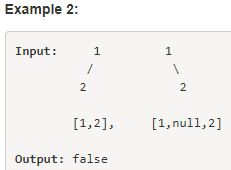 Example 2:
Input:     1         1
          /           \
         2             2
        [1,2],     [1,null,2]
Output: false